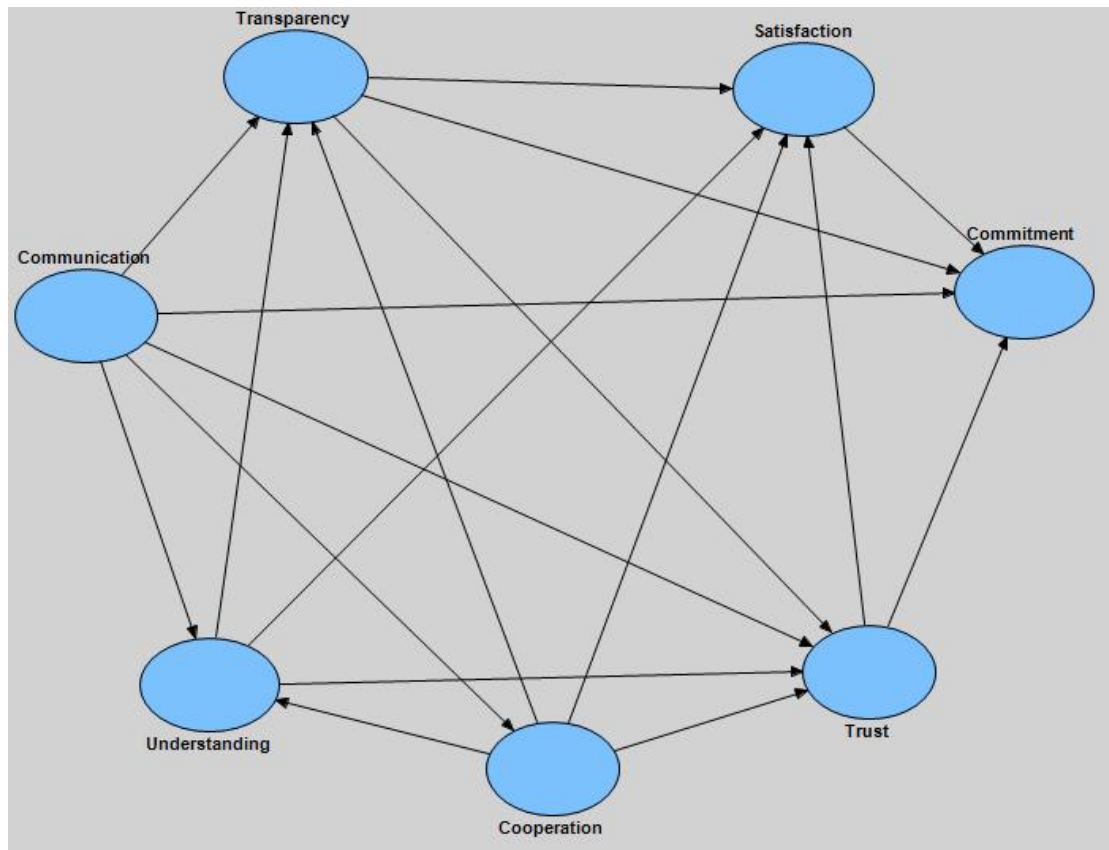 Transparency
Satisfaction
Commitment
Communication
Understanding
Trust
Cooperation